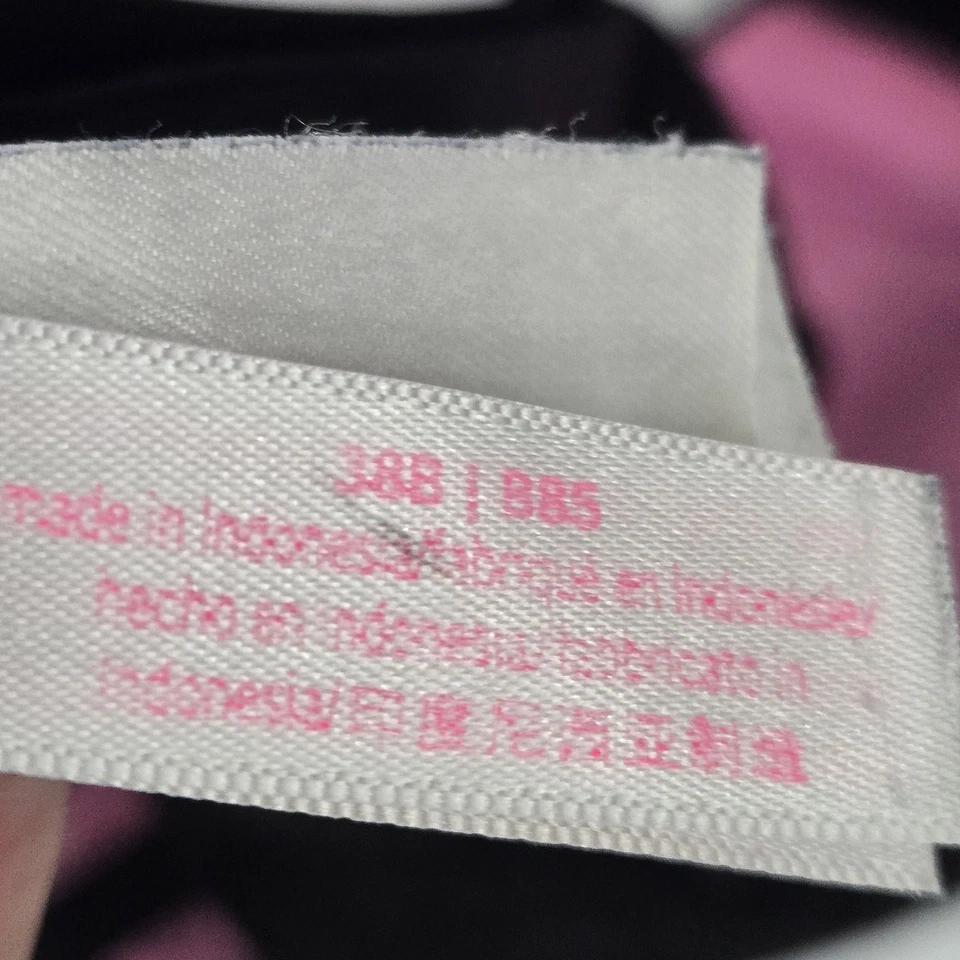 38B | B85
made in Indonesia/fabriqué en Indonésie/
hecho en Indonesia/fabbricato in
Indonesia/印度尼西亚制造